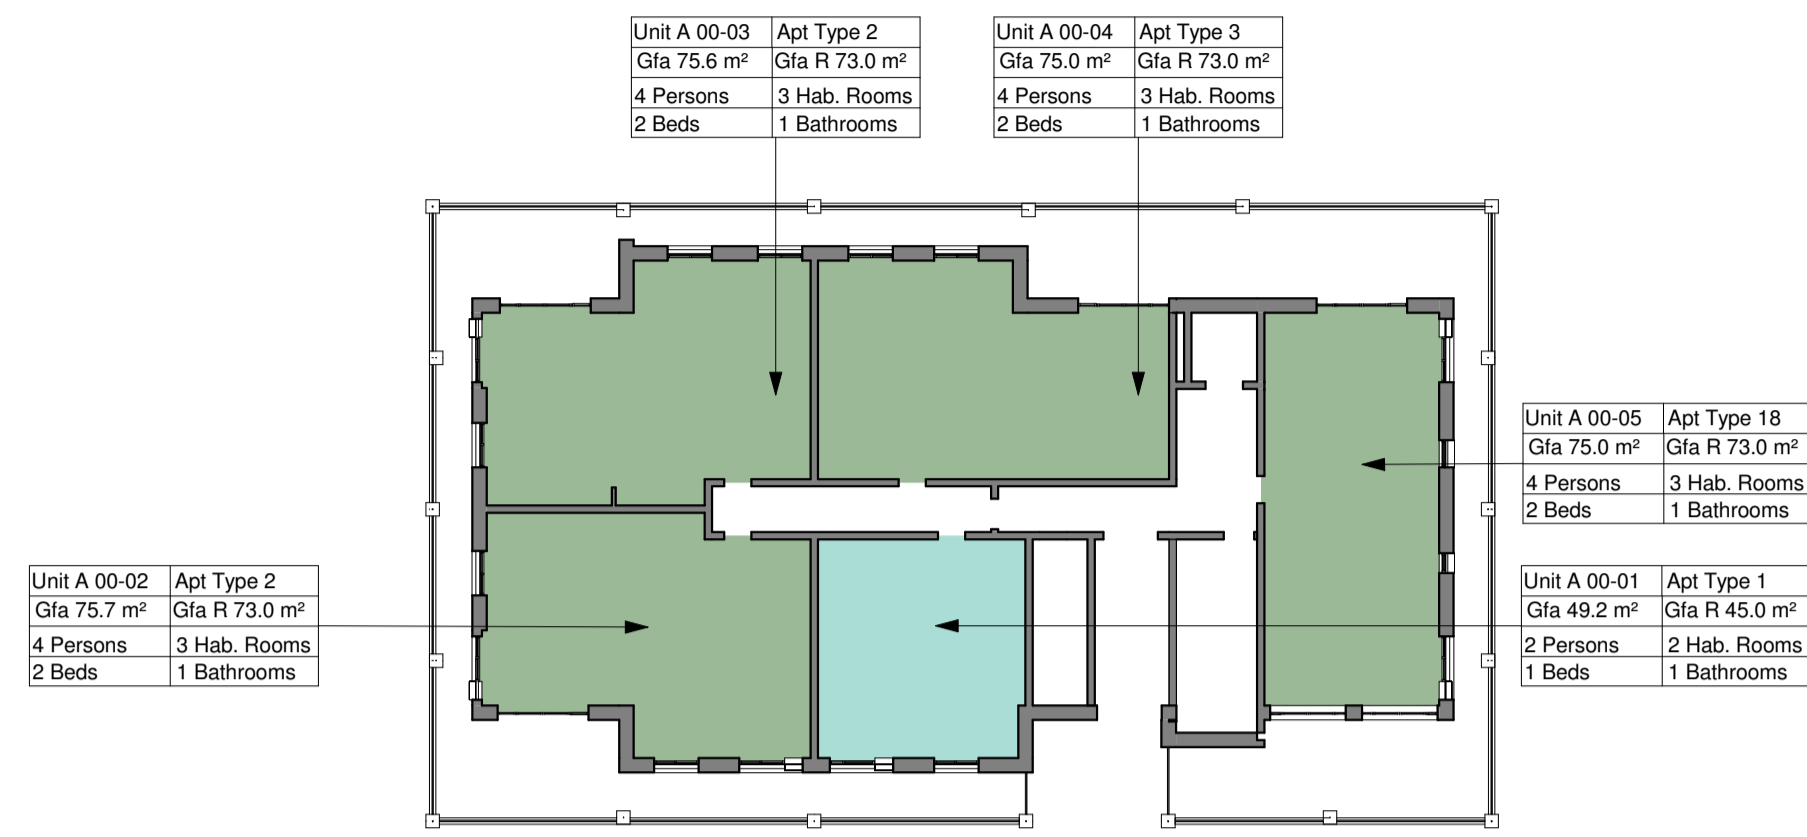 Unit A 00-03 Apt Type 2
Gfa 75.6 m² Gfa R 73.0 m²
4 Persons 3 Hab. Rooms
2 Beds 1 Bathrooms
Unit A 00-04 Apt Type 3
Gfa 75.0 m² Gfa R 73.0 m²
4 Persons 3 Hab. Rooms
2 Beds 1 Bathrooms
Unit A 00-05 Apt Type 18
Gfa 75.0 m² Gfa R 73.0 m²
4 Persons 3 Hab. Rooms
2 Beds 1 Bathrooms
Unit A 00-02 Apt Type 2
Gfa 75.7 m² Gfa R 73.0 m²
4 Persons 3 Hab. Rooms
2 Beds 1 Bathrooms
Unit A 00-01 Apt Type 1
Gfa 49.2 m² Gfa R 45.0 m²
2 Persons 2 Hab. Rooms
1 Beds 1 Bathrooms